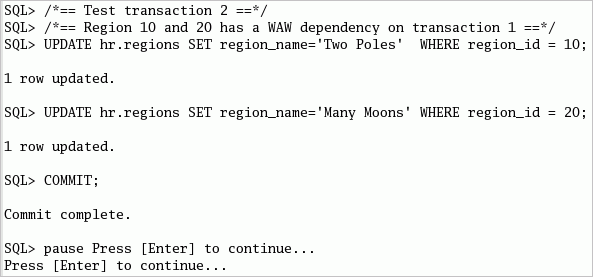 SQL> /*== Test transaction 2 ==*/
SQL> /*== Region 10 and 20 has a WAW dependency on transaction 1 ==*/
SQL> UPDATE hr.regions SET region_name='Two Poles'  WHERE region_id = 10;
1 row updated.
SQL> UPDATE hr.regions SET region_name='Many Moons' WHERE region_id = 20;
1 row updated.
SQL> COMMIT;
Commit complete.
SQL> pause Press [Enter] to continue...
Press [Enter] to continue...